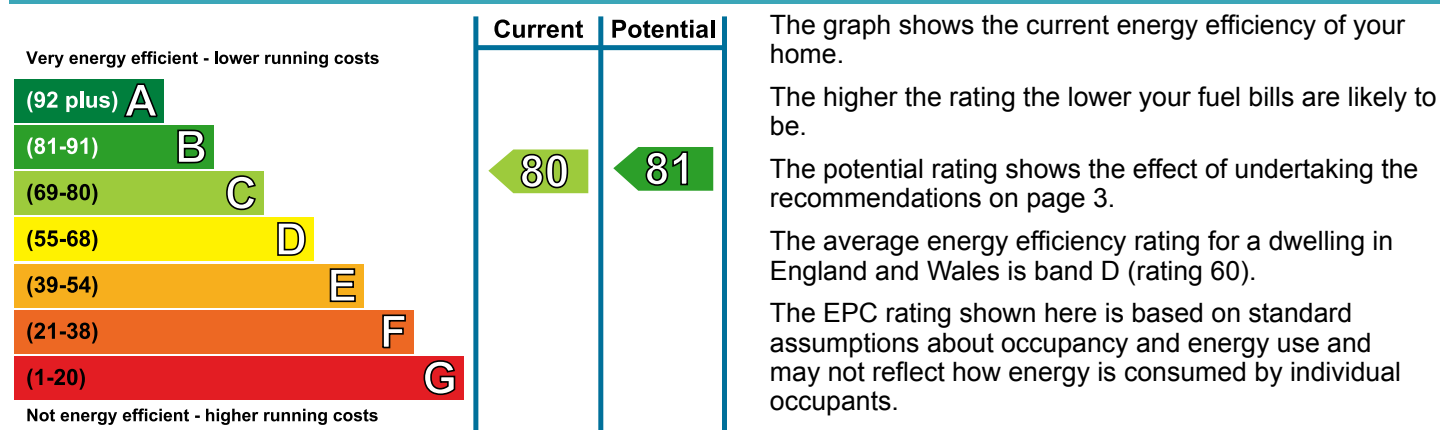 Current Potential
Very energy efficient - lower running costs
(92 plus) A
(81-91) B
(69-80) C
(55-68) D
(39-54) E
(21-38) F
(1-20) G
Not energy efficient - higher running costs
80 81
The graph shows the current energy efficiency of your
home.
The higher the rating the lower your fuel bills are likely to
be.
The potential rating shows the effect of undertaking the
recommendations on page 3.
The average energy efficiency rating for a dwelling in
England and Wales is band D (rating 60).
The EPC rating shown here is based on standard
assumptions about occupancy and energy use and
may not reflect how energy is consumed by individual
occupants.